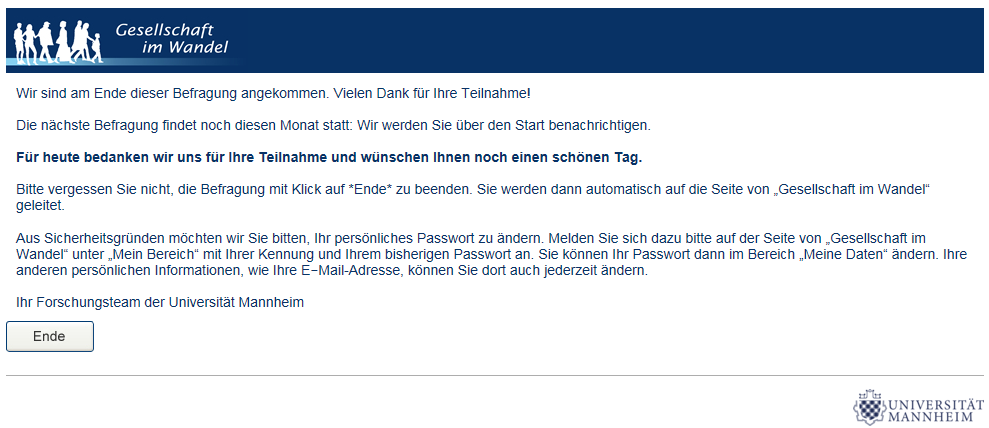 Gesellschaft
im Wandel
Wir sind am Ende dieser Befragung angekommen. Vielen Dank für Ihre Teilnahme!
Die nächste Befragung findet noch diesen Monat statt: Wir werden Sie über den Start benachrichtigen.
Für heute bedanken wir uns für Ihre Teilnahme und wünschen Ihnen noch einen schönen Tag.
Bitte vergessen Sie nicht, die Befragung mit Klick auf *Ende* zu beenden. Sie werden dann automatisch auf die Seite von „Gesellschaft im Wandel“
geleitet.
Aus Sicherheitsgründen möchten wir Sie bitten, Ihr persönliches Passwort zu ändern. Melden Sie sich dazu bitte auf der Seite von „Gesellschaft im
Wandel“ unter „Mein Bereich“ mit Ihrer Kennung und Ihrem bisherigen Passwort an. Sie können Ihr Passwort dann im Bereich „Meine Daten“ ändern. Ihre
anderen persönlichen Informationen, wie Ihre E−Mail-Adresse, können Sie dort auch jederzeit ändern.
Ihr Forschungsteam der Universität Mannheim
Ende
UNIVERSITÄT
MANNHEIM